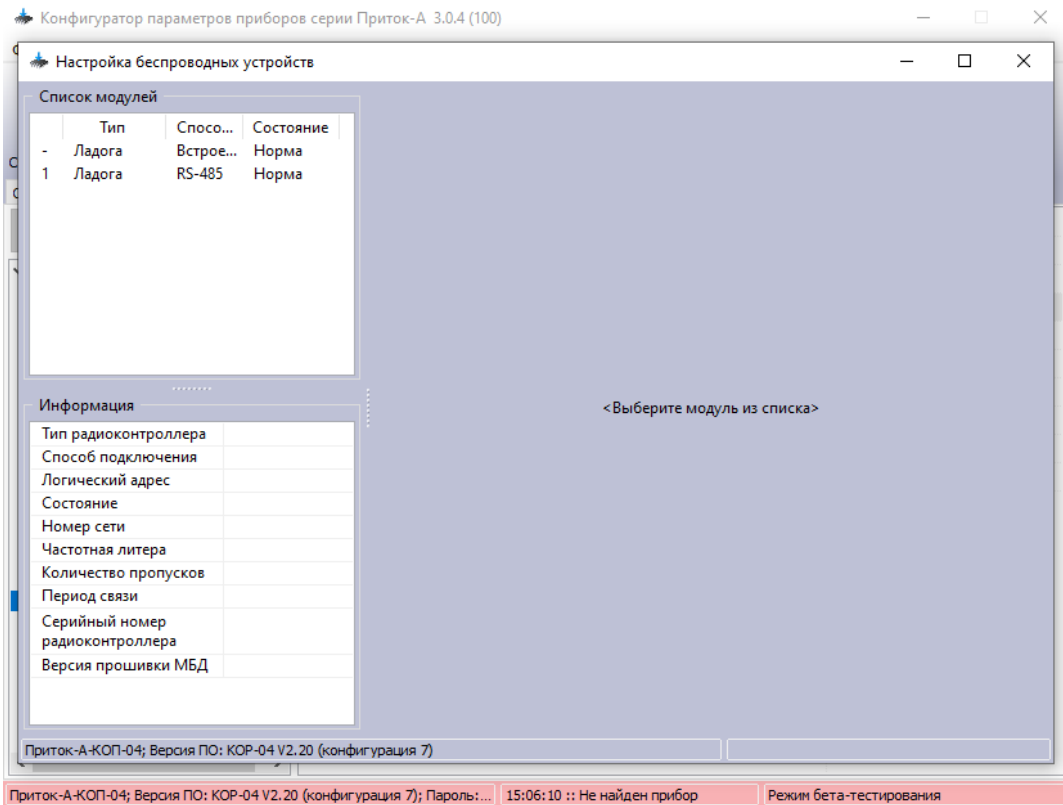 Конфигуратор параметров приборов серии Приток-А 3.0.4 (100)
Настройка беспроводных устройств
Список модулей
Тип Спосо... Состояние
- Ладога Встрое... Норма
1 Ладога RS-485 Норма
<Выберите модуль из списка>
Информация
Тип радиоконтроллера
Способ подключения
Логический адрес
Состояние
Номер сети
Частотная литера
Количество пропусков
Период связи
Серийный номер
радиоконтроллера
Версия прошивки МБД
Приток-А-КОП-04; Версия ПО: КОР-04 V2.20 (конфигурация 7)
Приток-А-КОП-04; Версия ПО: КОР-04 V2.20 (конфигурация 7); Пароль:... 15:06:10 :: Не найден прибор Режим бета-тестирования